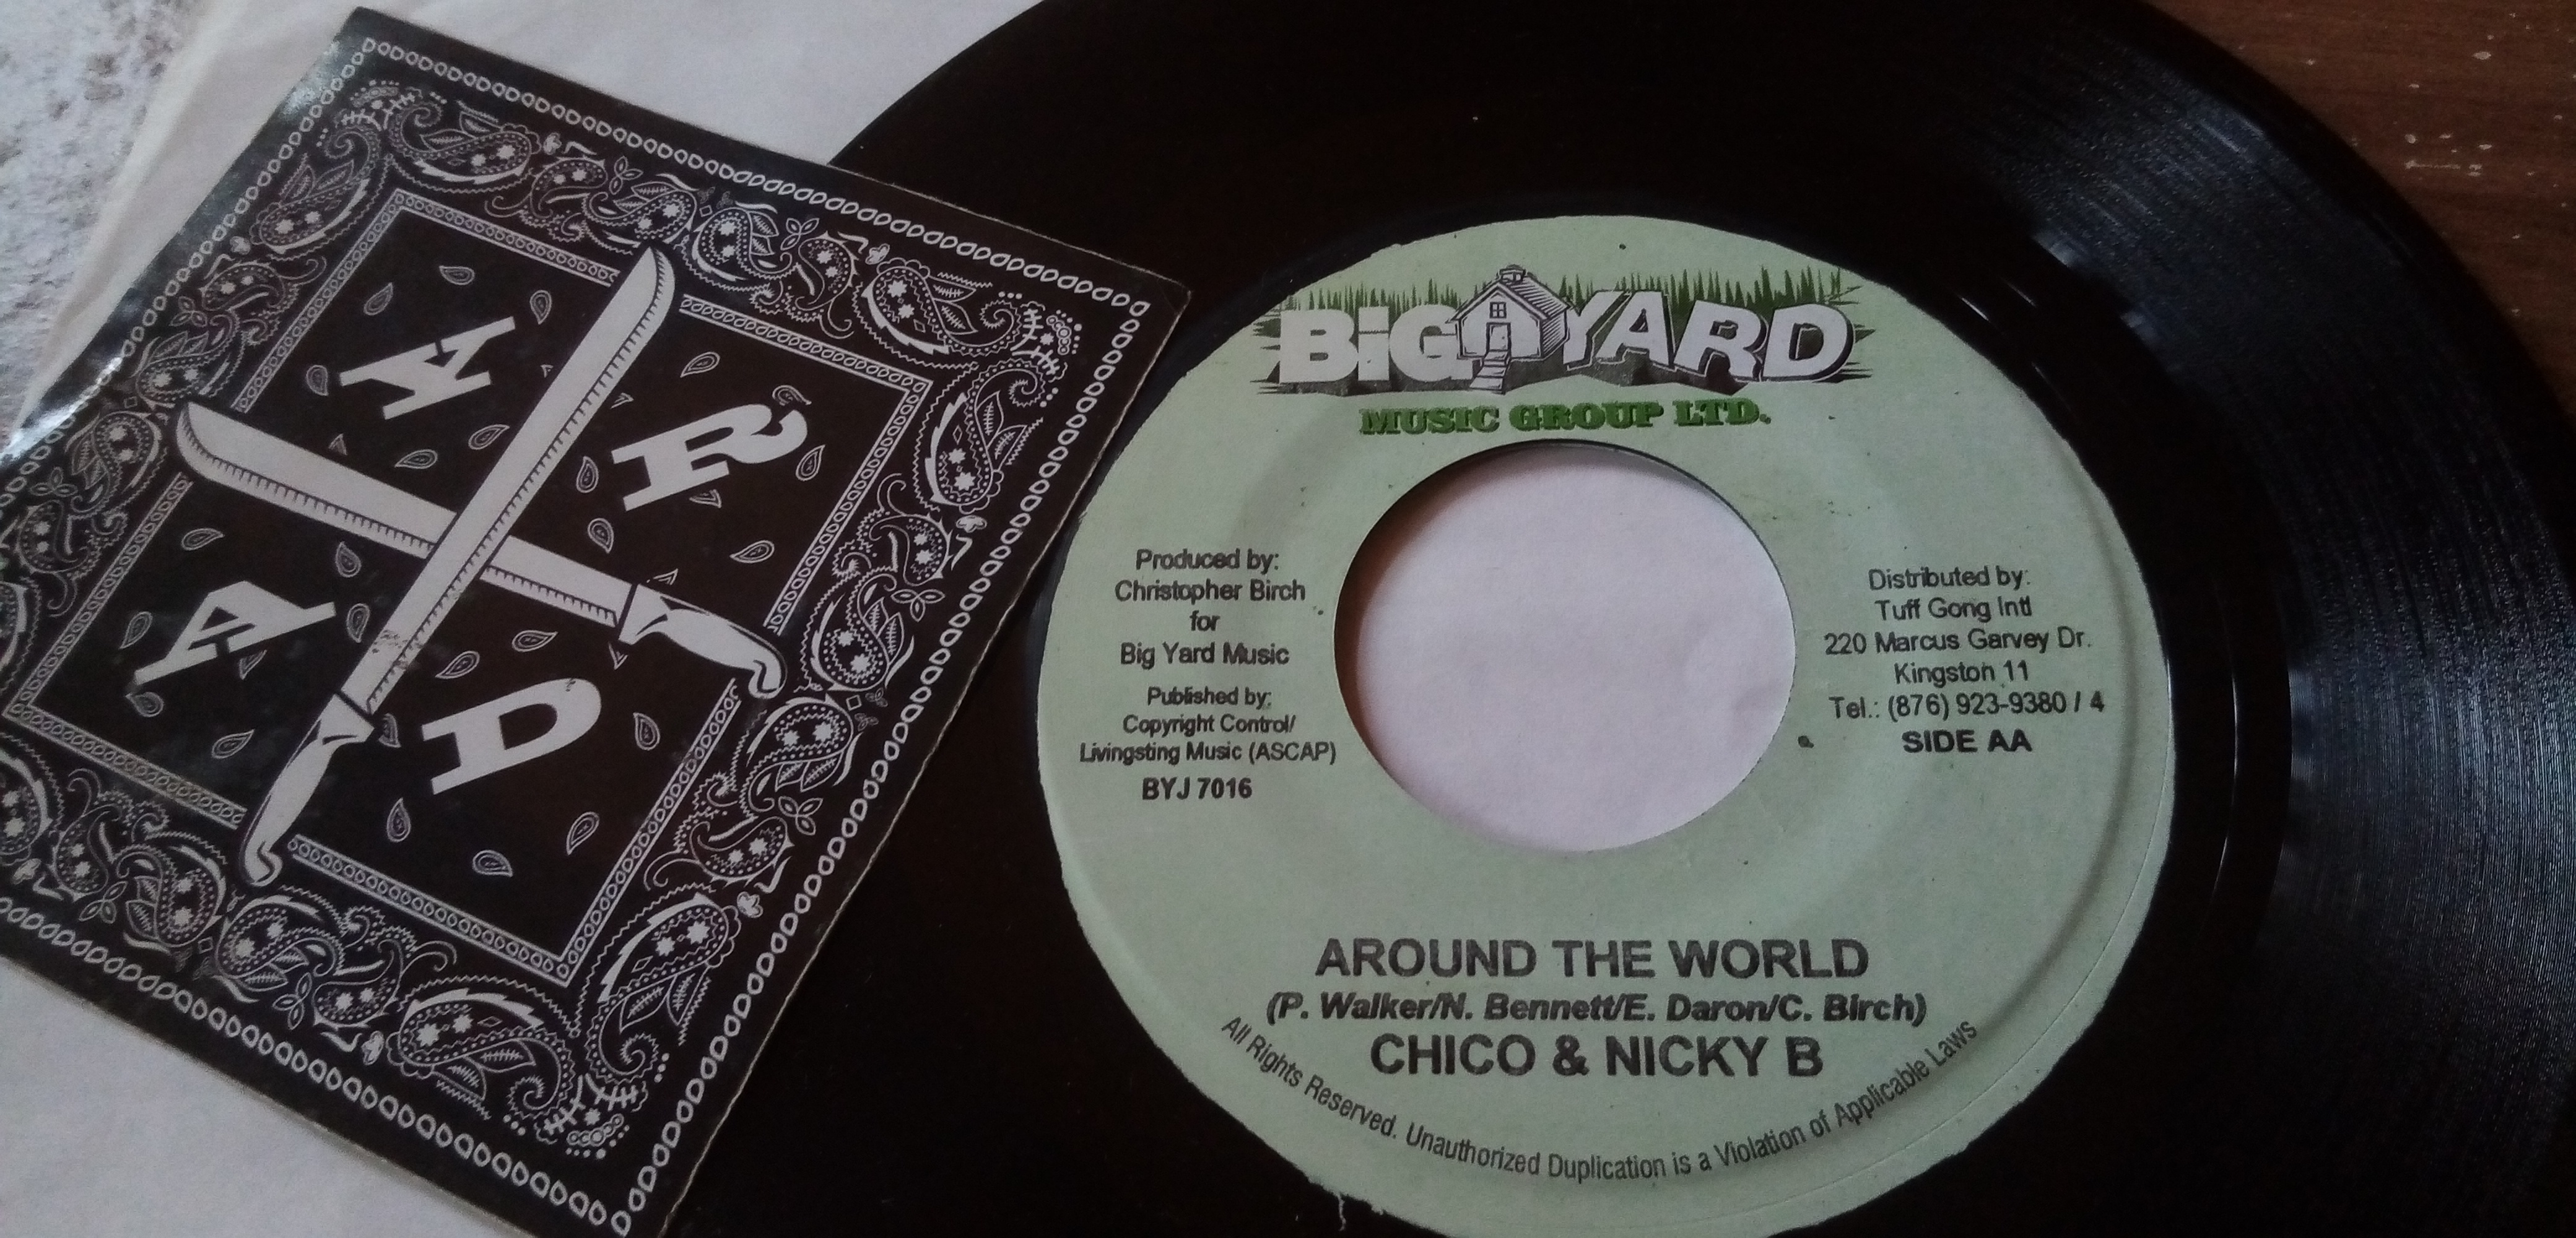 Y
R
A
D
BiG YARD
MUSIC GROUP LTD.
Produced by:
Christopher Birch
for
Big Yard Music
Published by:
Copyright Control/
Livingsting Music (ASCAP)
BYJ 7016
Distributed by:
Tuff Gong Intl
220 Marcus Garvey Dr.
Kingston 11
Tel.: (876) 923-9380 / 4
SIDE AA
AROUND THE WORLD
(P. Walker/N. Bennett/E. Daron/C. Birch)
CHICO & NICKY B
All Rights Reserved. Unauthorized Duplication is a Violation of Applicable Laws